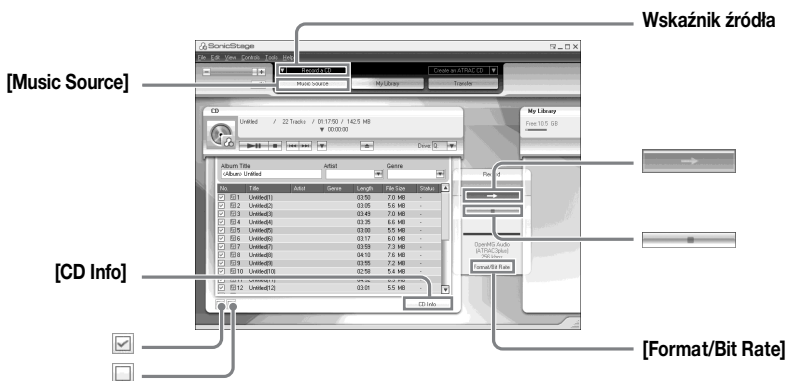 Wskaźnik źródła
SonicStage
File Edit View Controls Tools Help
Record a CD
Create an ATRAC CD
[Music Source]
Music Source
My Library
Transfer
CD
My Library
Untitled / 22 Tracks / 01:17:50 / 142.5 MB
00:00:00
Free:10.5 GB
Drive: Q
Album Title Artist Genre
<Album> Untitled
Record
No. Title Artist Genre Length File Size Status
1 Untitled(1) 03:50 7.0 MB -
2 Untitled(2) 03:05 5.6 MB -
3 Untitled(3) 03:49 7.0 MB -
4 Untitled(4) 03:35 6.6 MB -
5 Untitled(5) 03:00 5.5 MB -
6 Untitled(6) 03:17 6.0 MB -
7 Untitled(7) 03:59 7.3 MB -
8 Untitled(8) 04:10 7.6 MB -
9 Untitled(9) 03:55 7.2 MB -
10 Untitled(10) 02:58 5.4 MB -
12 Untitled(12) 03:01 5.5 MB -
OpenMG Audio
(ATRAC3plus)
Format/Bit Rate
[CD Info]
CD Info
[Format/Bit Rate]